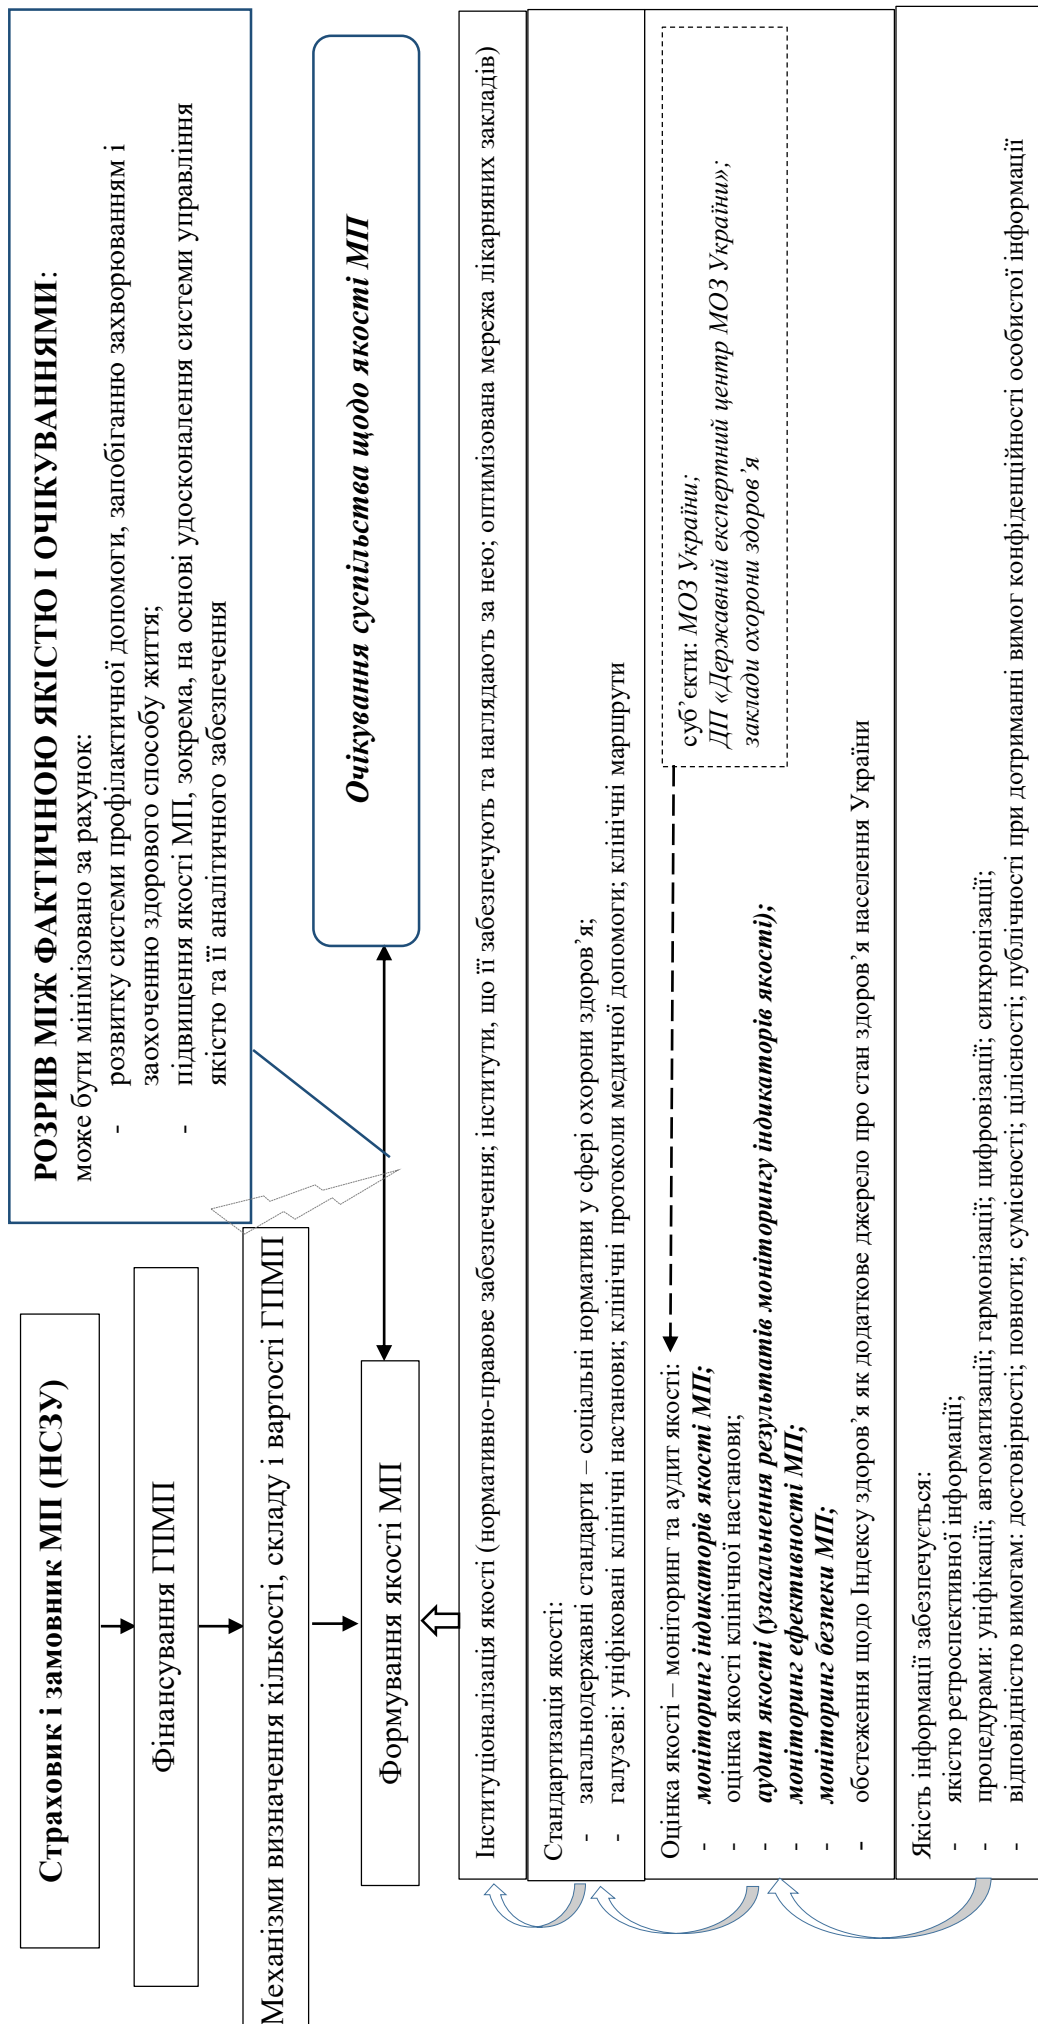 Страховик і замовник МП (НСЗУ)
Фінансування ГПМП
Механізми визначення кількості, складу і вартості ГПМП
Формування якості МП
РОЗРИВ МІЖ ФАКТИЧНОЮ ЯКІСТЮ І ОЧІКУВАННЯМИ:
може бути мінімізовано за рахунок:
- розвитку системи профілактичної допомоги, запобіганню захворюванням і
заохоченню здорового способу життя;
- підвищення якості МП, зокрема, на основі удосконалення системи управління
якістю та її аналітичного забезпечення
Очікування суспільства щодо якості МП
Інституціоналізація якості (нормативно-правове забезпечення; інститути, що її забезпечують та наглядають за нею; оптимізована мережа лікарняних закладів)
Стандартизація якості:
- загальнодержавні стандарти – соціальні нормативи у сфері охорони здоров’я;
- галузеві: уніфіковані клінічні настанови; клінічні протоколи медичної допомоги; клінічні маршрути
Оцінка якості – моніторинг та аудит якості:
- моніторинг індикаторів якості МП;
- оцінка якості клінічної настанови;
- аудит якості (узагальнення результатів моніторингу індикаторів якості);
- моніторинг ефективності МП;
- моніторинг безпеки МП;
- обстеження щодо Індексу здоров’я як додаткове джерело про стан здоров’я населення України
суб’єкти: МОЗ України;
ДП «Державний експертний центр МОЗ України»;
заклади охорони здоров’я
Якість інформації забезпечується:
- якістю ретроспективної інформації;
- процедурами: уніфікації; автоматизації; гармонізації; цифровізації; синхронізації;
- відповідністю вимогам: достовірності; повноти; сумісності; цілісності; публічності при дотриманні вимог конфіденційності особистої інформації